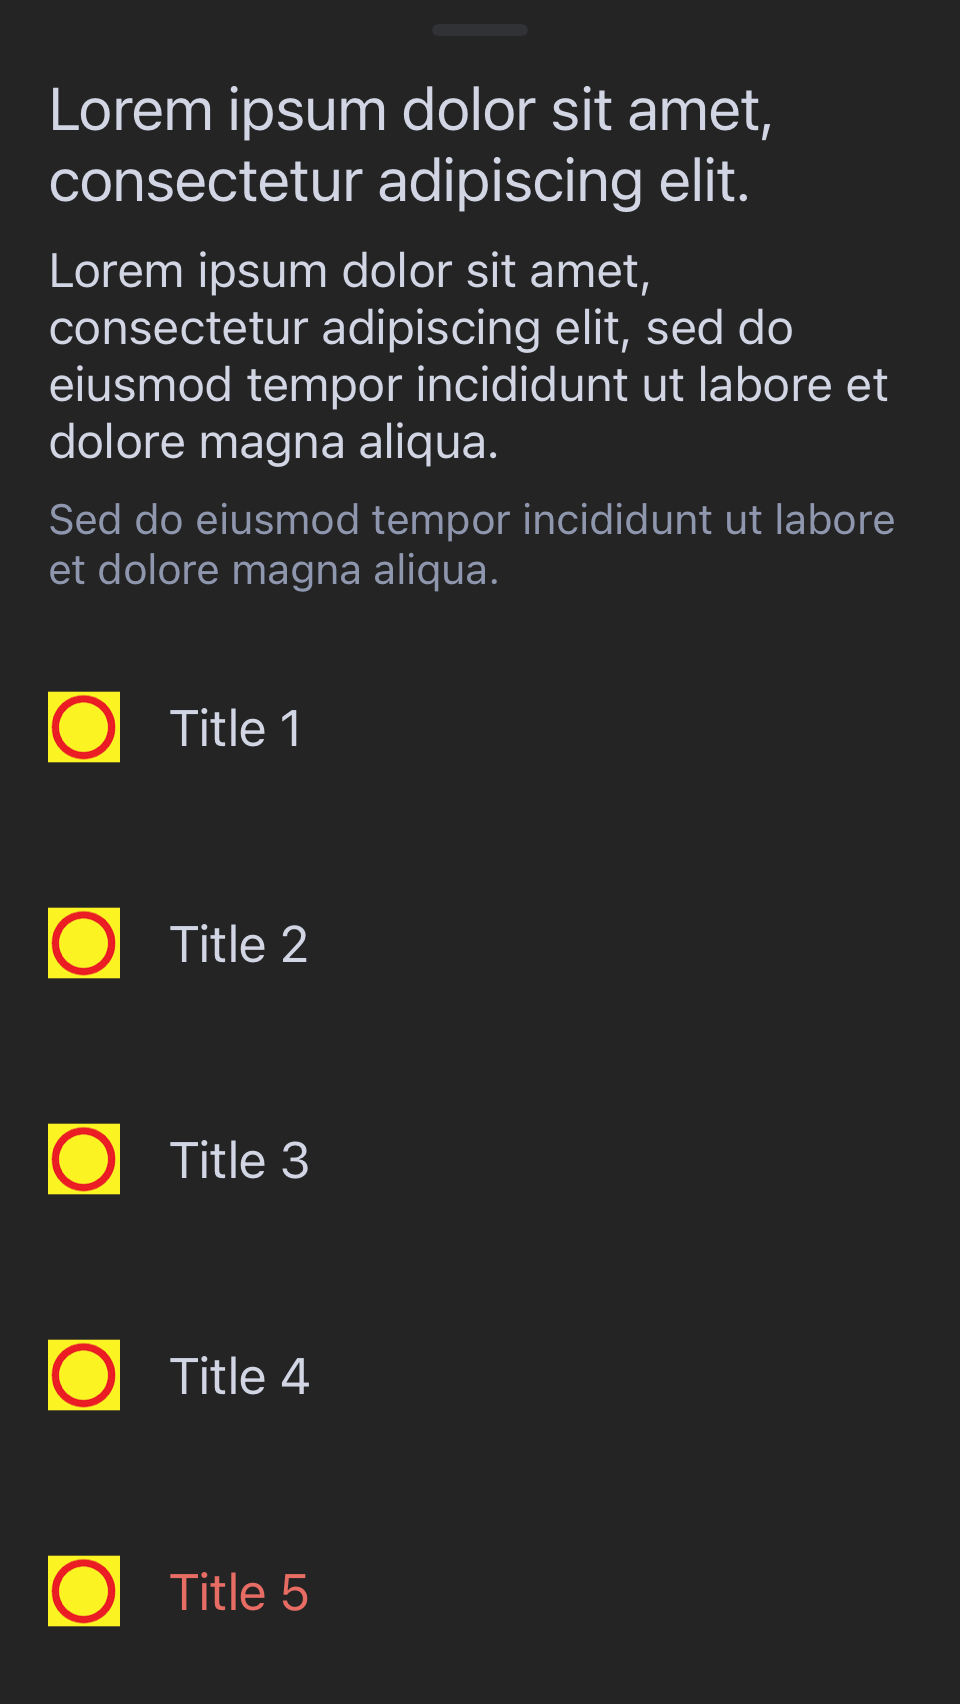 Lorem ipsum dolor sit amet,
consectetur adipiscing elit.
Lorem ipsum dolor sit amet,
consectetur adipiscing elit, sed do
eiusmod tempor incididunt ut labore et
dolore magna aliqua.
Sed do eiusmod tempor incididunt ut labore
et dolore magna aliqua.
Title 1
Title 2
Title 3
Title 4
Title 5